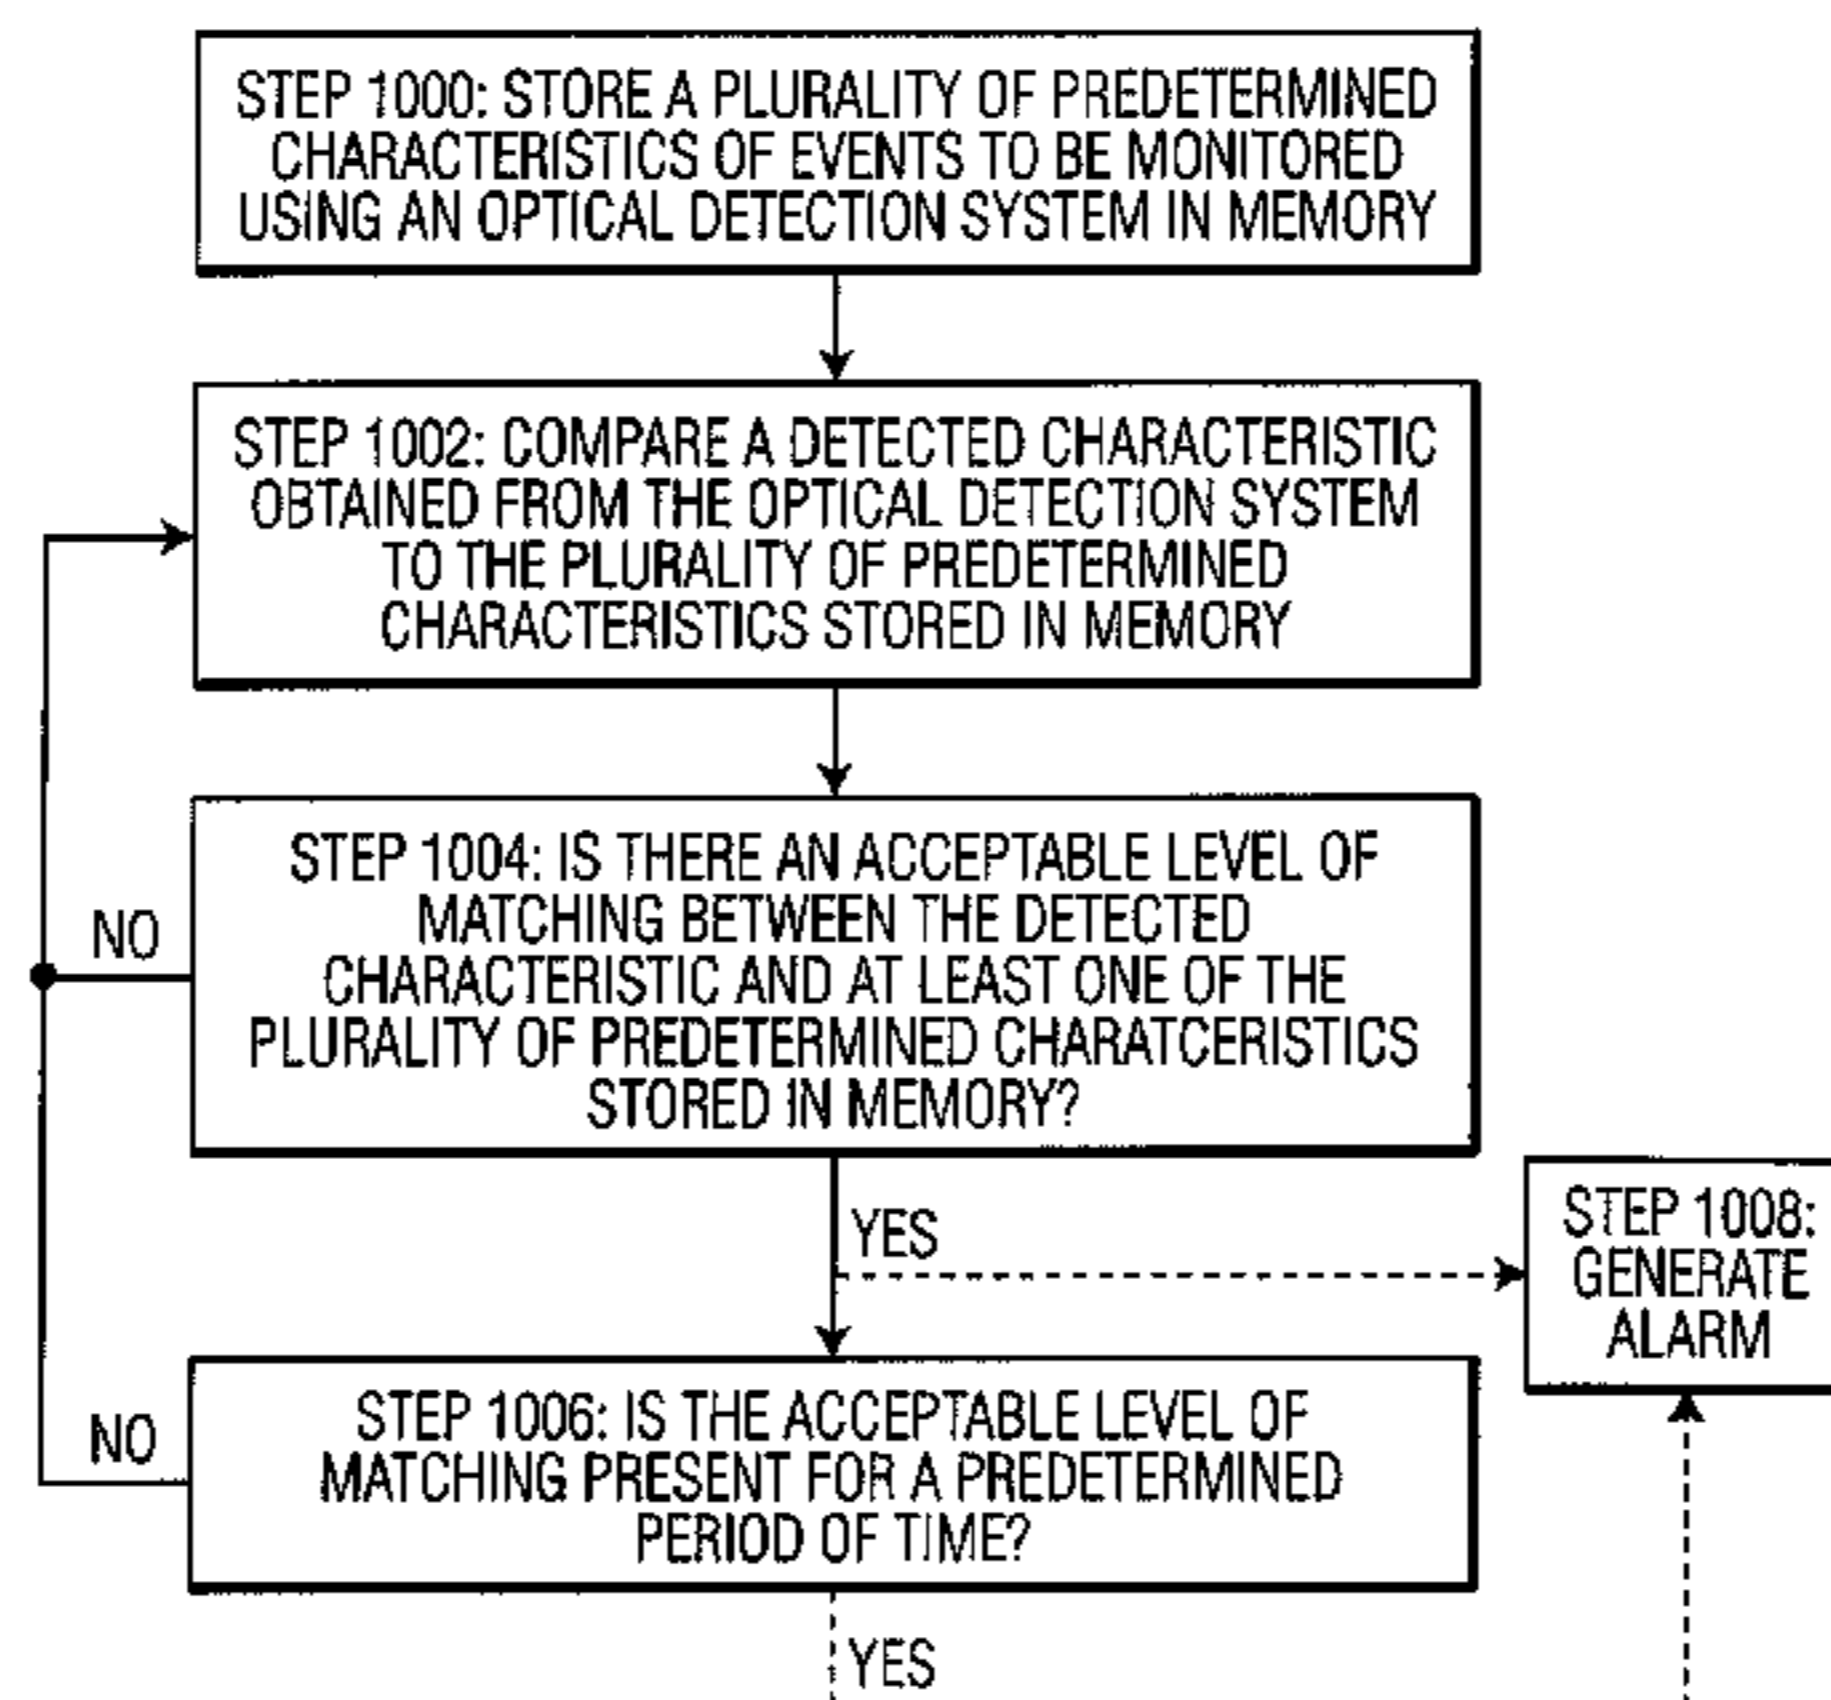 STEP 1000: STORE A PLURALITY OF PREDETERMINED
CHARACTERISTICS OF EVENTS TO BE MONITORED
USING AN OPTICAL DETECTION SYSTEM IN MEMORY
STEP 1002: COMPARE A DETECTED CHARACTERISTIC
OBTAINED FROM THE OPTICAL DETECTION SYSTEM
TO THE PLURALITY OF PREDETERMINED
CHARACTERISTICS STORED IN MEMORY
STEP 1004: IS THERE AN ACCEPTABLE LEVEL OF
MATCHING BETWEEN THE DETECTED
CHARACTERISTIC AND AT LEAST ONE OF THE
PLURALITY OF PREDETERMINED CHARATCERISTICS
STORED IN MEMORY?
NO
YES
STEP 1008:
GENERATE
ALARM
STEP 1006: IS THE ACCEPTABLE LEVEL OF
MATCHING PRESENT FOR A PREDETERMINED
PERIOD OF TIME?
NO
YES